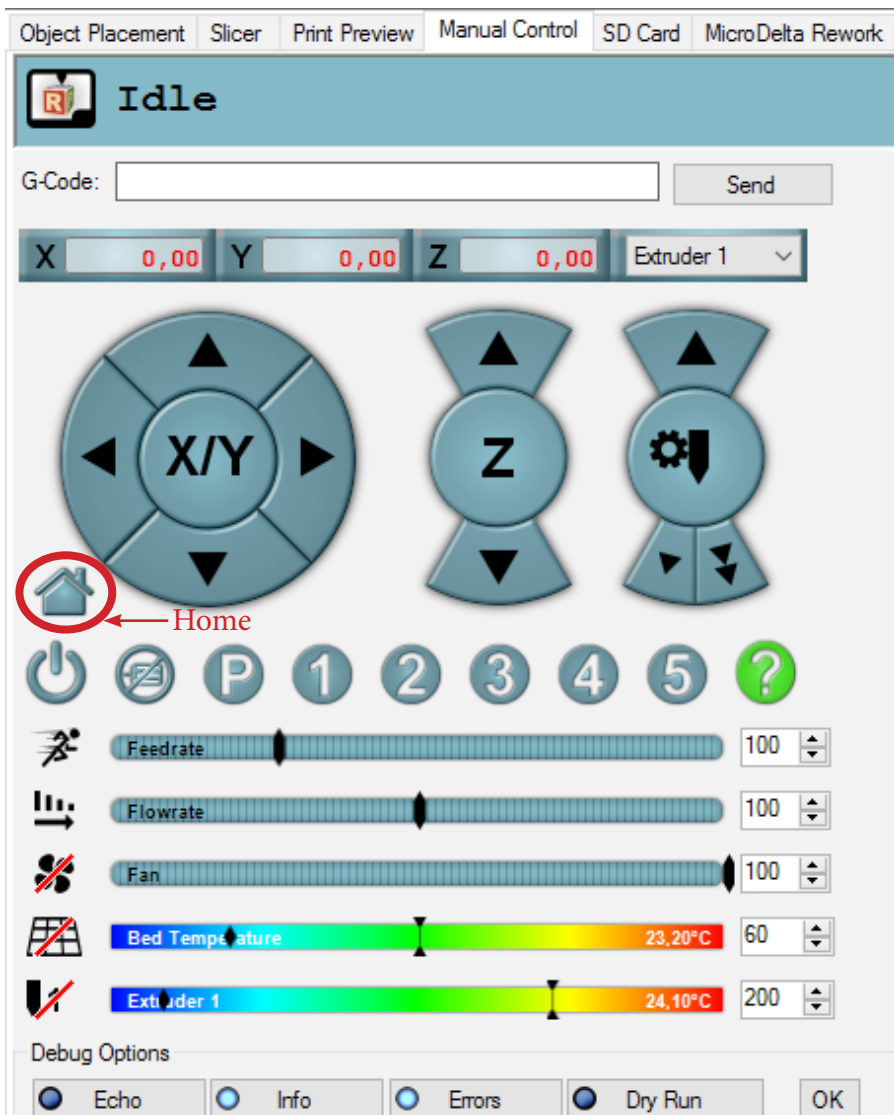 Object Placement Slicer Print Preview Manual Control SD Card MicroDelta Rework
R Idle
G-Code: Send
X 0,00 Y 0,00 Z 0,00 Extruder 1
X/Y Z
Home
P 1 2 3 4 5 ?
Feedrate 100
Flowrate 100
Fan 100
Bed Temperature 23,20°C 60
1 Extruder 1 24,10°C 200
Debug Options
Echo Info Errors Dry Run OK